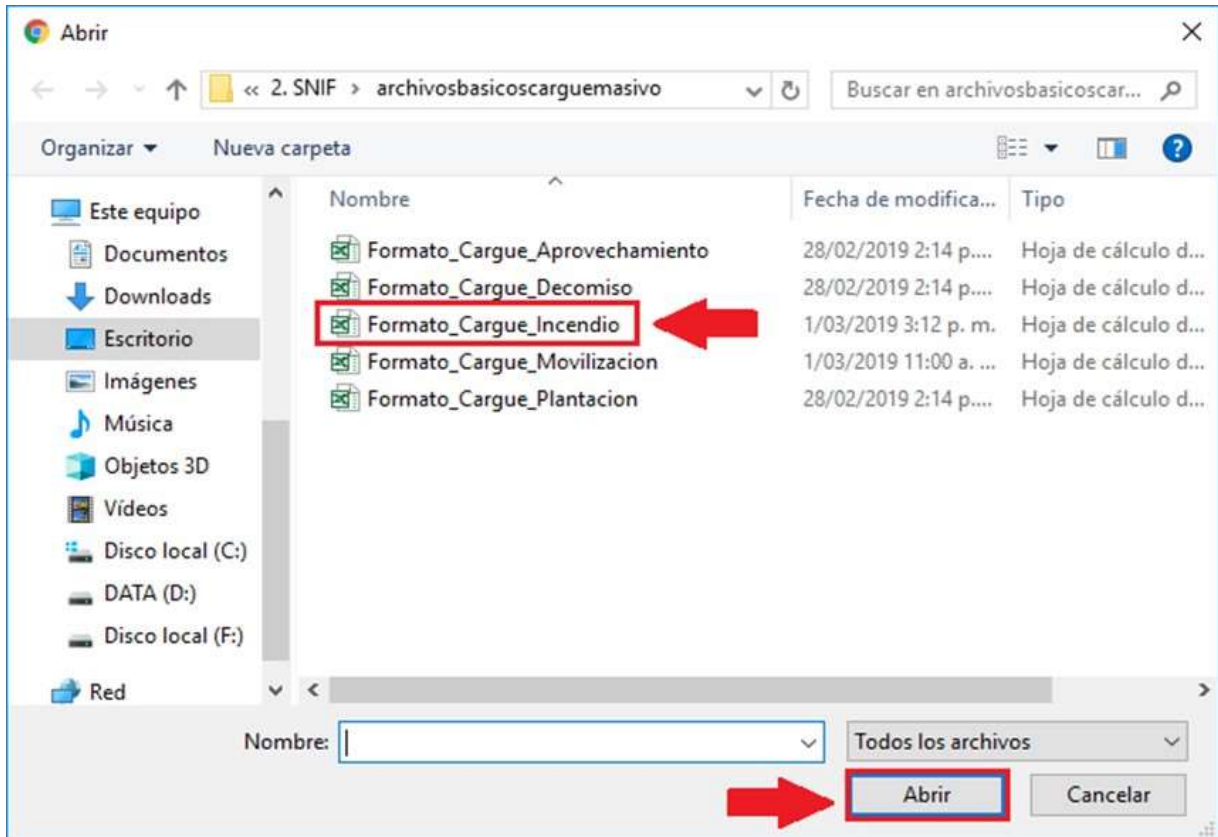 Abrir
« 2. SNIF > archivosbasicoscarguemasivo
Buscar en archivosbasicoscar...
Organizar
Nueva carpeta
?
Este equipo
Documentos
Downloads
Escritorio
Imágenes
Música
Objetos 3D
Vídeos
Disco local (C:)
DATA (D:)
Disco local (F:)
Red
Nombre Fecha de modifica... Tipo
Formato_Cargue_Aprovechamiento 28/02/2019 2:14 p.... Hoja de cálculo d...
Formato_Cargue_Decomiso 28/02/2019 2:14 p.... Hoja de cálculo d...
Formato_Cargue_Incendio 1/03/2019 3:12 p. m. Hoja de cálculo d...
Formato_Cargue_Movilizacion 1/03/2019 11:00 a. ... Hoja de cálculo d...
Formato_Cargue_Plantacion 28/02/2019 2:14 p.... Hoja de cálculo d...
Nombre:
Todos los archivos
Abrir
Cancelar